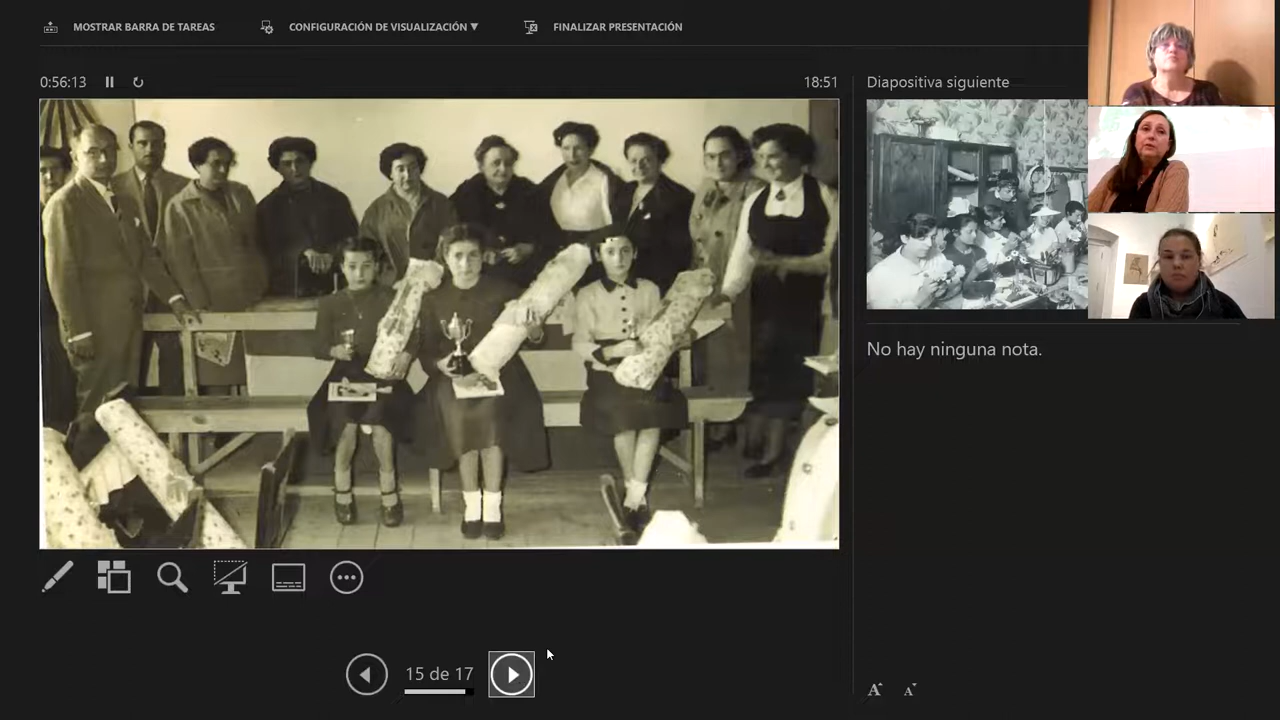 MOSTRAR BARRA DE TAREAS
CONFIGURACIÓN DE VISUALIZACIÓN ▼
FINALIZAR PRESENTACIÓN
0:56:13
18:51
Diapositiva siguiente
No hay ninguna nota.
15 de 17
A A